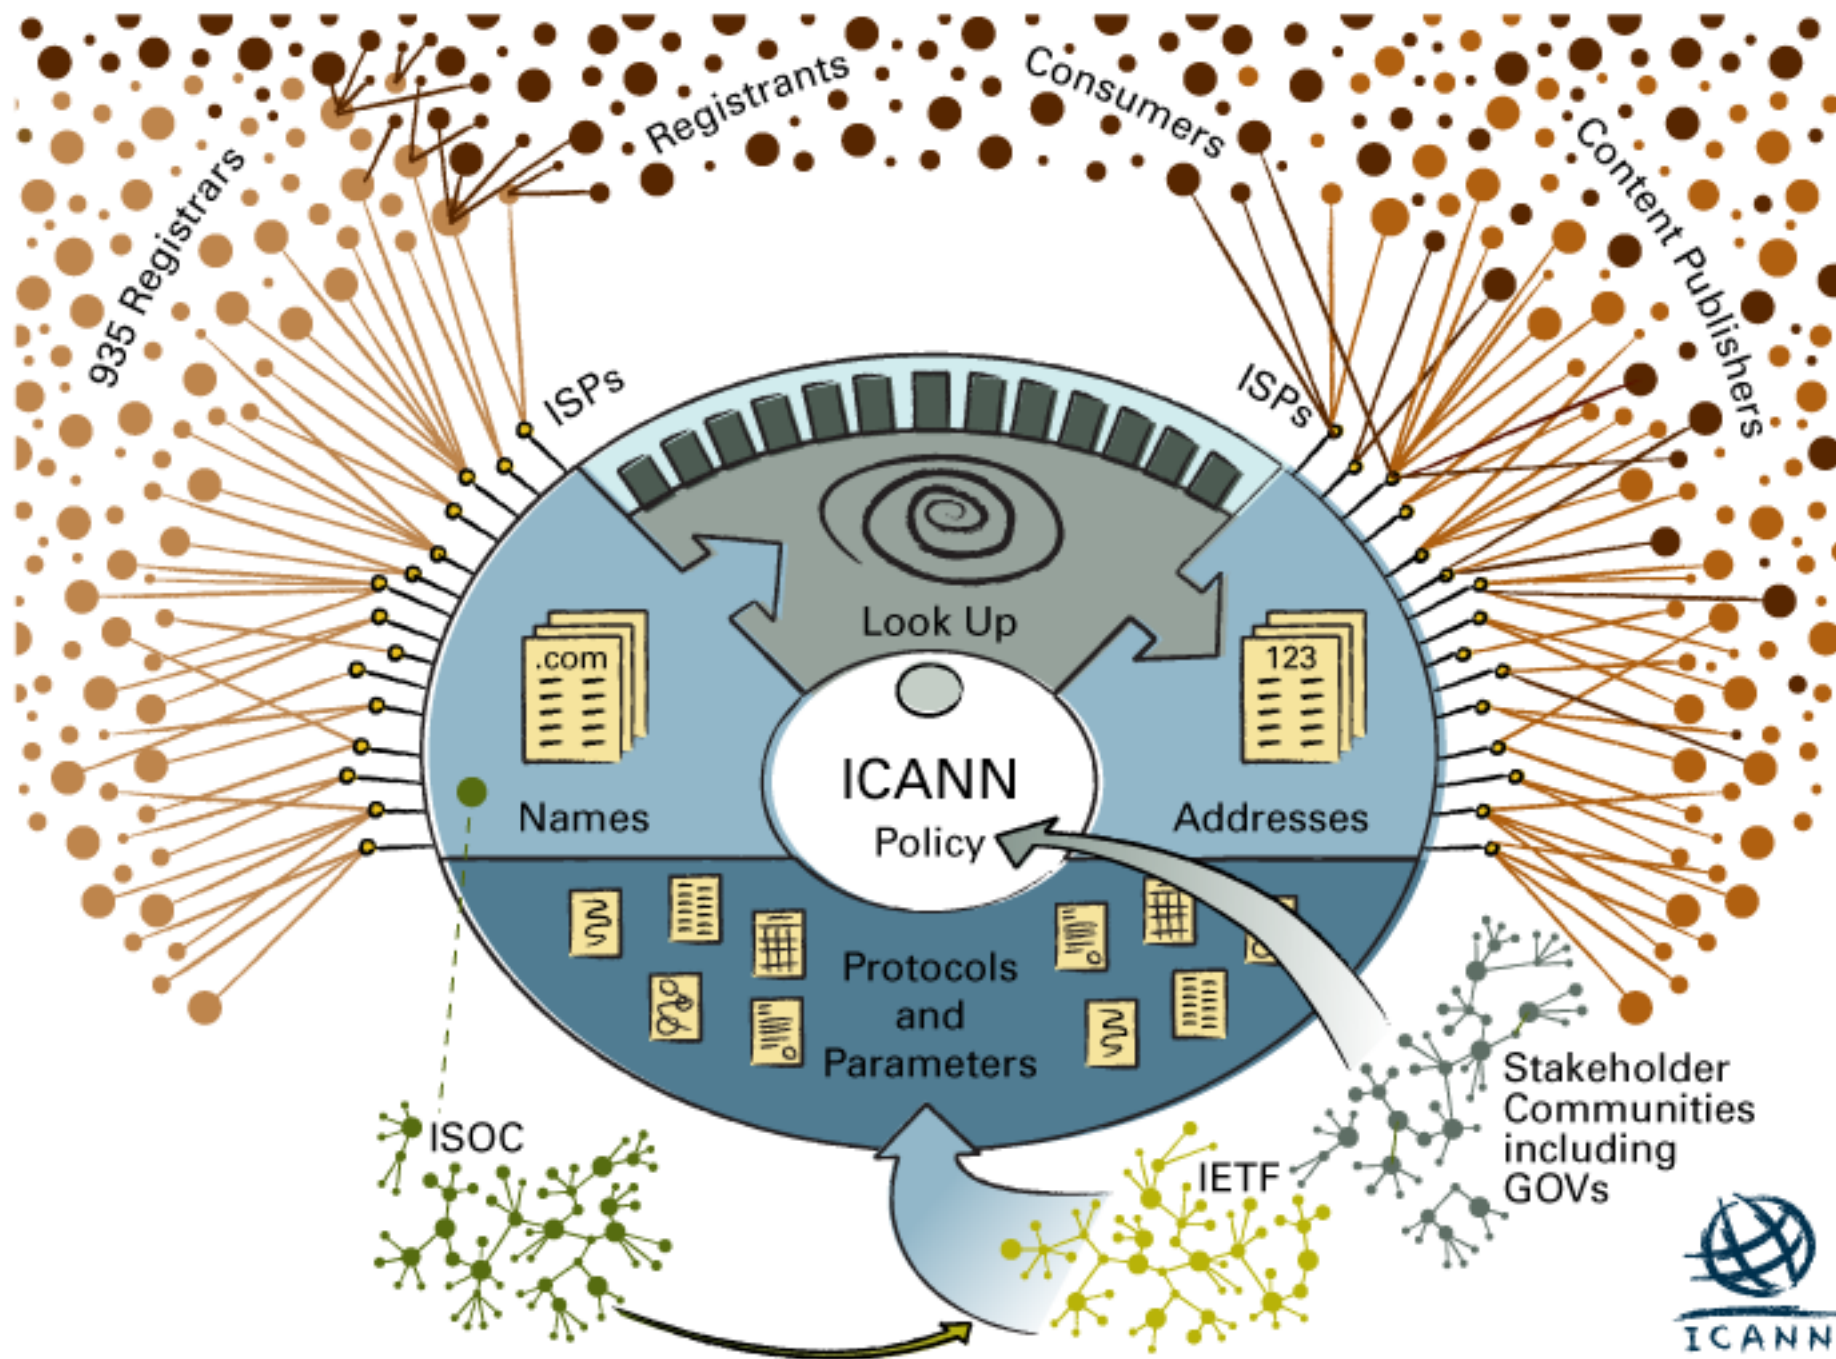 Registrants
Consumers
935 Registrars
Content Publishers
ISPs
ISPs
Look Up
.com
123
ICANN
Policy
Names
Addresses
Protocols
and
Parameters
ISOC
IETF
Stakeholder
Communities
including
GOVs
ICANN